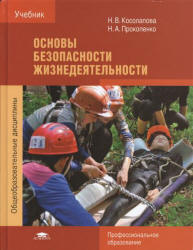 Учебник
Н. В. Косолапова
Н. А. Прокопенко
ОСНОВЫ
БЕЗОПАСНОСТИ
ЖИЗНЕДЕЯТЕЛЬНОСТИ
Общеобразовательные дисциплины
Профессиональное
образование